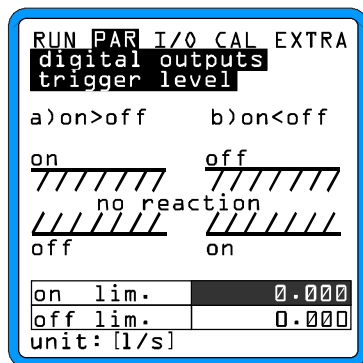 RUN PAR I/O CAL EXTRA
digital outputs
trigger level
a)on>off b)on<off
on off
no reaction
off on
on lim. 0.000
off lim. 0.000
unit:[l/s]